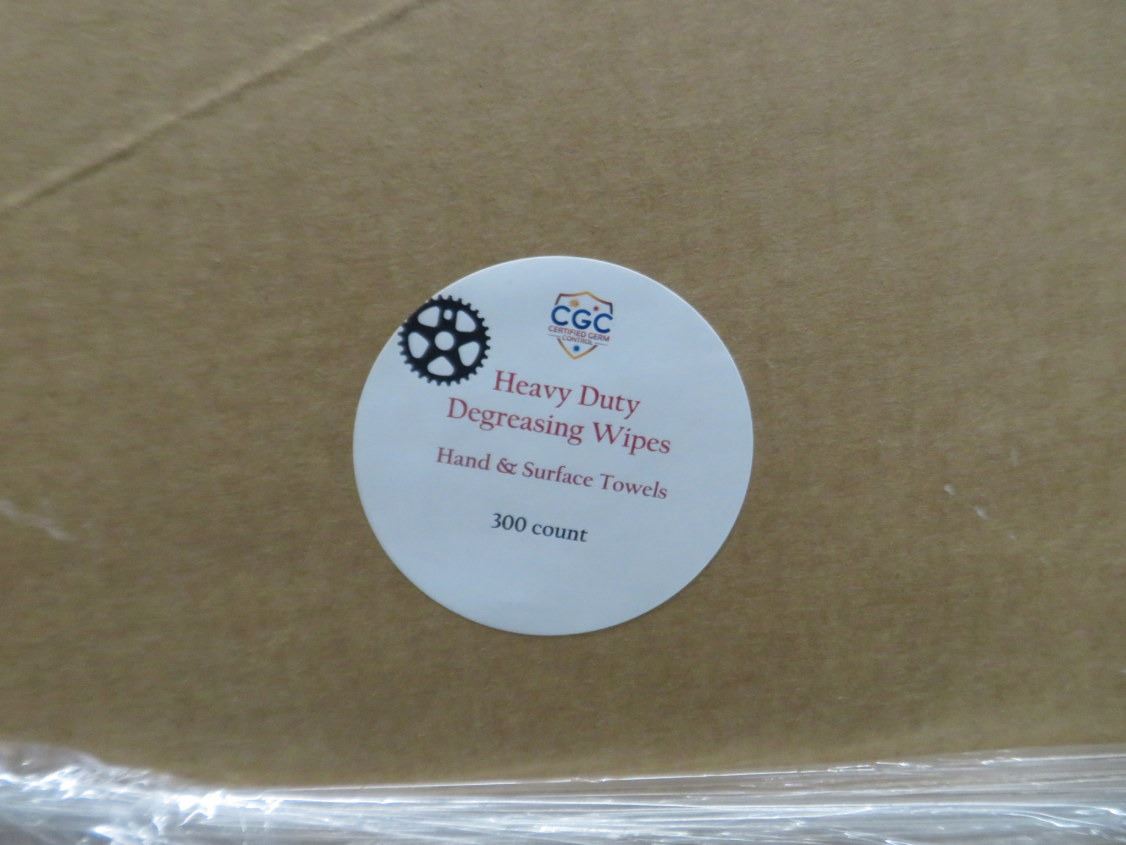 CGC
CERTIFIED GERM
CONTROL
Heavy Duty
Degreasing Wipes
Hand & Surface Towels
300 count